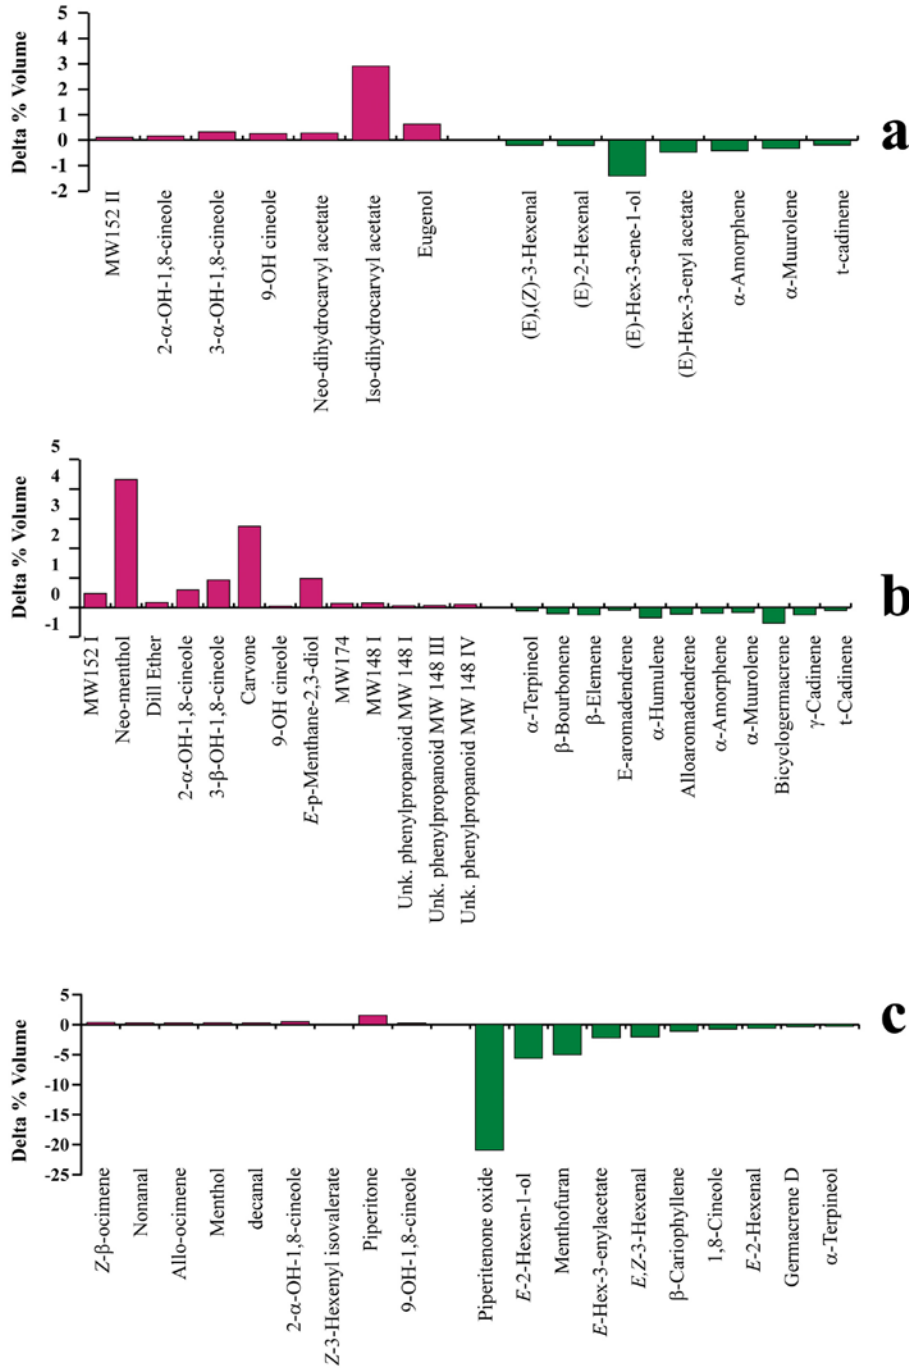 a
Delta % Volume
5
4
3
2
1
0
-1
-2
MW152 II
2-α-OH-1,8-cineole
3-α-OH-1,8-cineole
9-OH cineole
Neo-dihydrocarvyl acetate
Iso-dihydrocarvyl acetate
Eugenol
(E),(Z)-3-Hexenal
(E)-2-Hexenal
(E)-Hex-3-ene-1-ol
(E)-Hex-3-enyl acetate
α-Amorphene
α-Muurolene
t-cadinene
b
Delta % Volume
5
4
3
2
1
0
-1
MW152 I
Neo-menthol
Dill Ether
2-α-OH-1,8-cineole
3-β-OH-1,8-cineole
Carvone
9-OH cineole
E-p-Menthane-2,3-diol
MW174
MW148 I
Unk. phenylpropanoid MW 148 I
Unk. phenylpropanoid MW 148 III
Unk. phenylpropanoid MW 148 IV
α-Terpineol
β-Bourbonene
β-Elemene
E-aromadendrene
α-Humulene
Alloaromadendrene
α-Amorphene
α-Muurolene
Bicyclogermacrene
γ-Cadinene
t-Cadinene
c
Delta % Volume
5
0
-5
-10
-15
-20
-25
Z-β-ocimene
Nonanal
Allo-ocimene
Menthol
decanal
2-α-OH-1,8-cineole
Z-3-Hexenyl isovalerate
Piperitone
9-OH-1,8-cineole
Piperitenone oxide
E-2-Hexen-1-ol
Menthofuran
E-Hex-3-enylacetate
E,Z-3-Hexenal
β-Cariophyllene
1,8-Cineole
E-2-Hexenal
Germacrene D
α-Terpineol